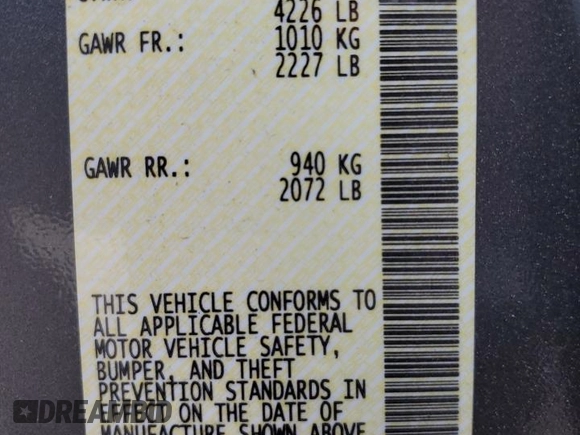 4226 LB
GAWR FR.: 1010 KG
2227 LB
GAWR RR.: 940 KG
2072 LB
THIS VEHICLE CONFORMS TO
ALL APPLICABLE FEDERAL
MOTOR VEHICLE SAFETY,
BUMPER, AND THEFT
PREVENTION STANDARDS IN
EFFECT ON THE DATE OF
MANUFACTURE SHOWN ABOVE
DREAMBID